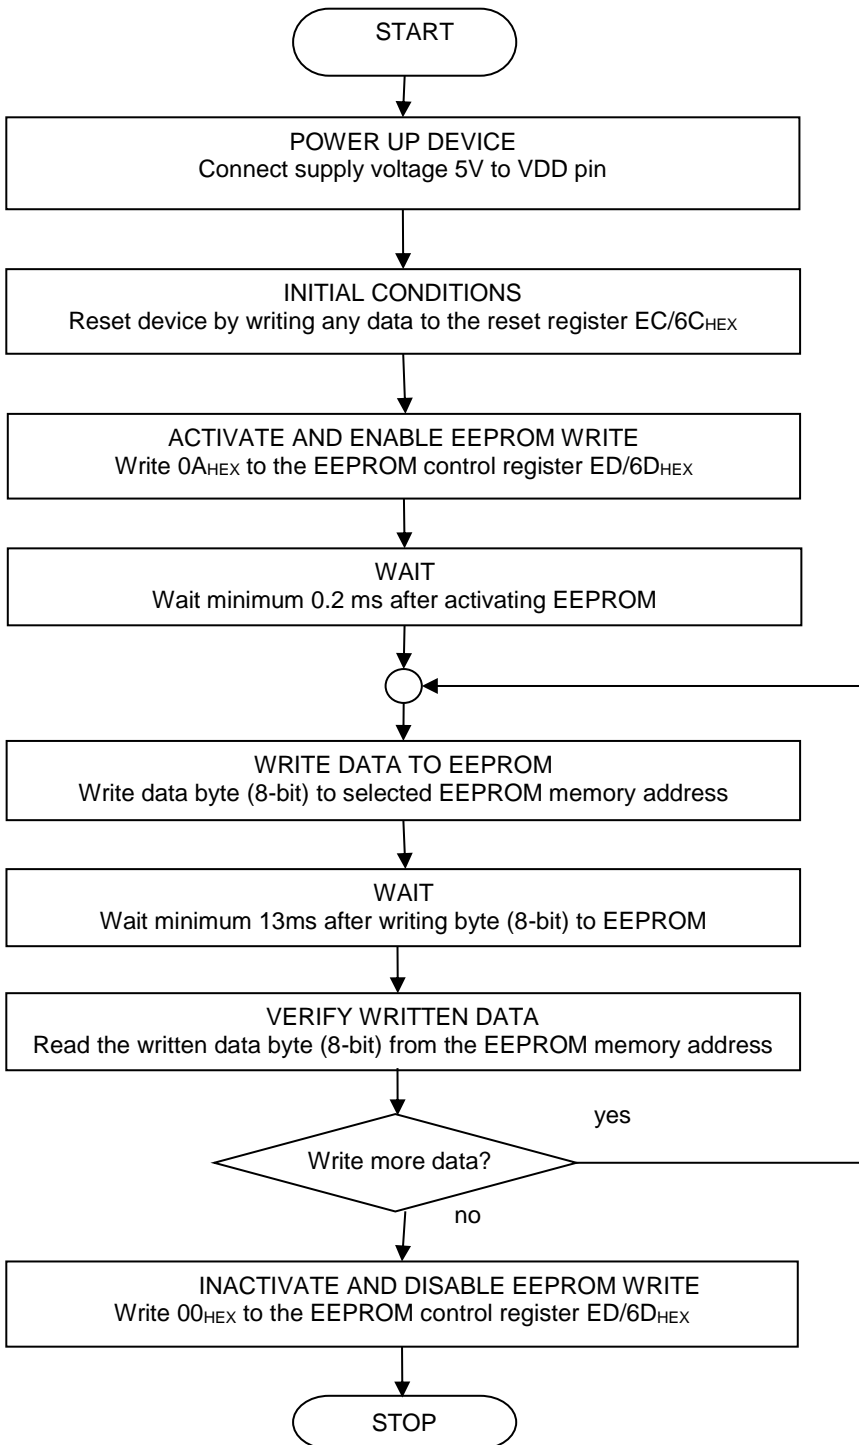 START
POWER UP DEVICE
Connect supply voltage 5V to VDD pin
INITIAL CONDITIONS
Reset device by writing any data to the reset register EC/6CHEX
ACTIVATE AND ENABLE EEPROM WRITE
Write 0AHEX to the EEPROM control register ED/6DHEX
WAIT
Wait minimum 0.2 ms after activating EEPROM
WRITE DATA TO EEPROM
Write data byte (8-bit) to selected EEPROM memory address
WAIT
Wait minimum 13ms after writing byte (8-bit) to EEPROM
VERIFY WRITTEN DATA
Read the written data byte (8-bit) from the EEPROM memory address
yes
Write more data?
no
INACTIVATE AND DISABLE EEPROM WRITE
Write 00HEX to the EEPROM control register ED/6DHEX
STOP